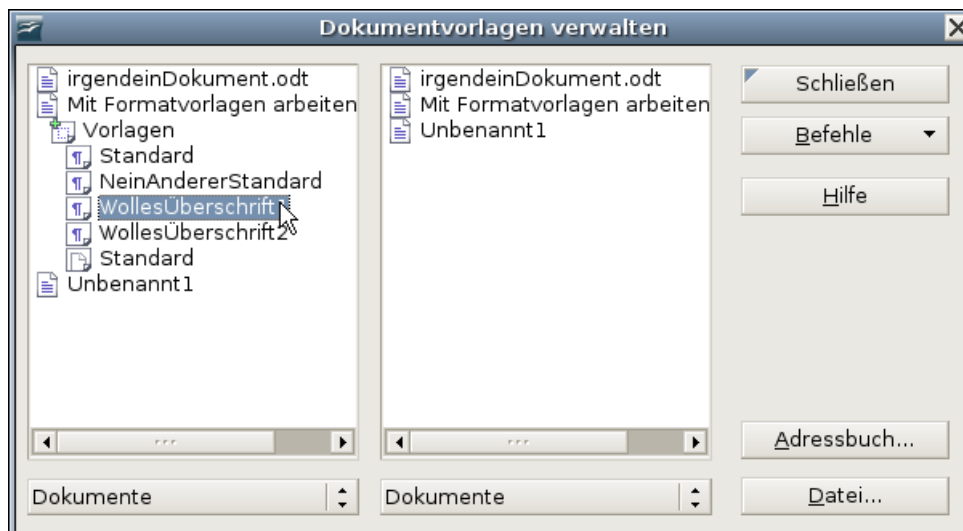 Dokumentvorlagen verwalten
irgendeinDokument.odt
Mit Formatvorlagen arbeiten
Vorlagen
Standard
NeinAndererStandard
WollesÜberschrift
WollesÜberschrift2
Standard
Unbenannt1
Dokumente
irgendeinDokument.odt
Mit Formatvorlagen arbeiten
Unbenannt1
Dokumente
Schließen
Befehle
Hilfe
Adressbuch...
Datei...